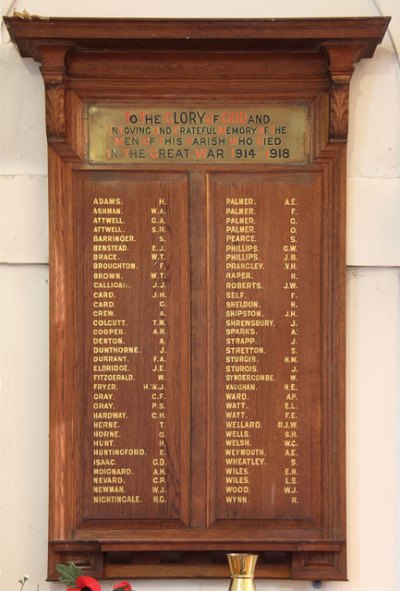 TO THE GLORY OF GOD AND
IN LOVING AND GRATEFUL MEMORY OF THE
MEN OF THIS PARISH WHO DIED
IN THE GREAT WAR 1914 1918
ADAMS. H.
ASHMAN. W.A.
ATTWELL. G.A.
ATTWELL. S.R.
BARRINGER. S.
BENSTEAD. E.J.
BRACE. W.T.
BROUGHTON. F.
BROWN. W.T.
CALLIGARI. J.J.
CARD. J.H.
CARD. G.
CREW. A.
COLCUTT. T.M.
COOPER. A.H.
DENTON. A.
DUNTHORNE. J.
DURRANT. F.A.
ELDRIDGE. J.E.
FITZGERALD. W.
FRYER. H.W.J.
GRAY. C.F.
GRAY. P.S.
HARDWAY. C.H.
HERNE. T.
HORNE. G.
HUNT. H.
HUNTINGFORD. E.
ISAAC. G.D.
MOIGNARD. A.H.
NEVARD. G.P.
NEWMAN. W.J.
NIGHTINGALE. H.G.
PALMER. A.E.
PALMER. F.
PALMER. G.
PALMER. O.
PEARCE. S.
PHILLIPS. G.W.
PHILLIPS. J.B.
PRANGLEY. V.H.
RAPER. H.
ROBERTS. J.W.
SELF. F.
SHELDON. H.
SHIPSTON. J.H.
SHREWSBURY. J.
SPARKS. A.
STRAPP. J.
STRETTON. S.
STURGIS. H.W.
STURGIS. J.
SYNDERCOMBE. W.
VAUGHAN. H.E.
WARD. A.P.
WATT. E.L.
WATT. F.E.
WELLARD. R.J.W.
WELLS. S.H.
WELSH. W.C.
WEYMOUTH. A.E.
WHEATLEY. S.
WILES. E.H.
WILES. L.S.
WOOD. W.J.
WYNN. R.